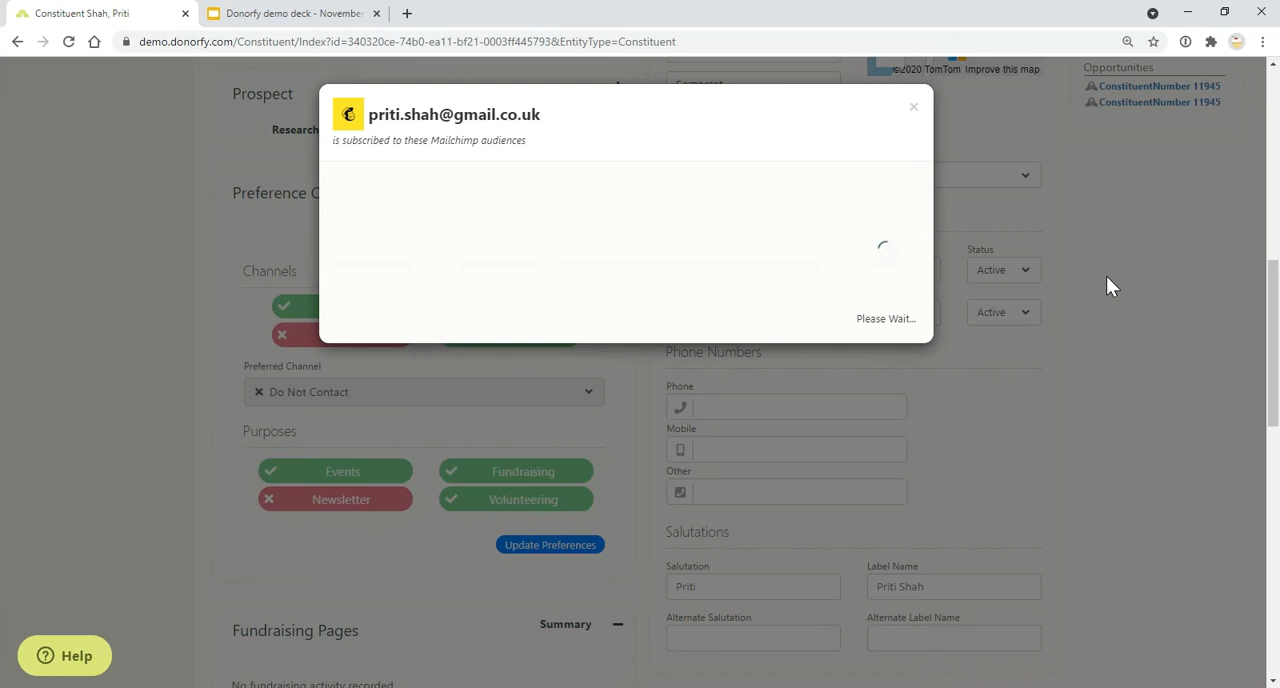 Constituent Shah, Priti
Donorfy demo deck - November
demo.donorfy.com/Constituent/Index?id=340320ce-74b0-ea11-bf21-0003ff445793&EntityType=Constituent
©2020 TomTom Improve this map
Opportunities
ConstituentNumber 11945
ConstituentNumber 11945
Prospect
Research
priti.shah@gmail.co.uk
is subscribed to these Mailchimp audiences
Please Wait...
Preference C
Channels
Preferred Channel
Do Not Contact
Purposes
Events
Fundraising
Newsletter
Volunteering
Update Preferences
Status
Active
Active
Phone Numbers
Phone
Mobile
Other
Salutations
Salutation
Label Name
Priti
Priti Shah
Alternate Salutation
Alternate Label Name
Fundraising Pages
Summary
No fundraising activity recorded
Help